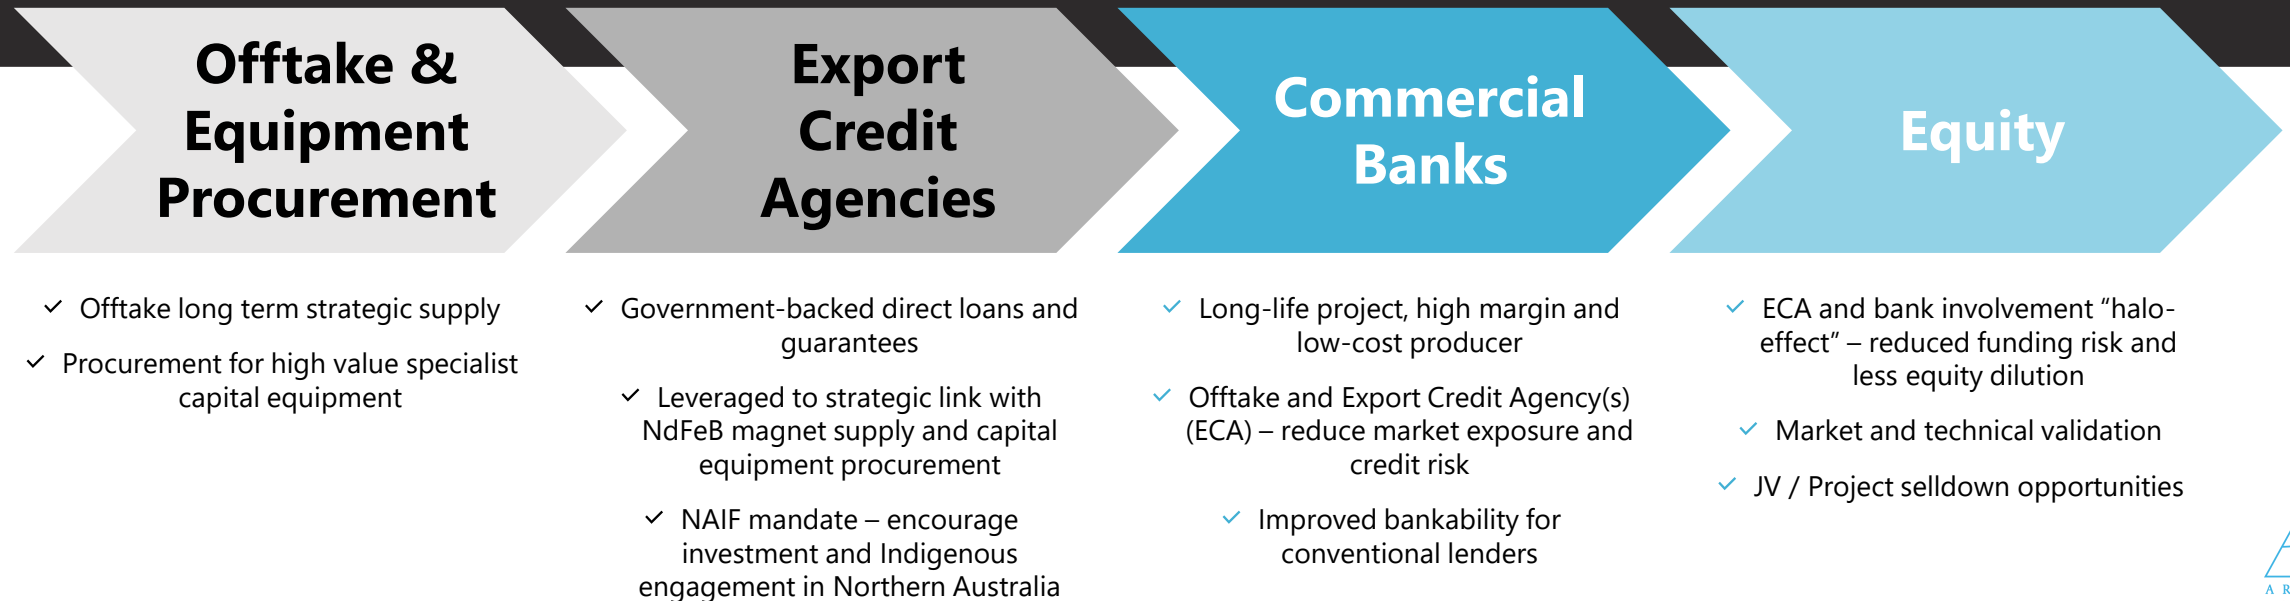 Offtake &
Equipment
Procurement
✓ Offtake long term strategic supply
✓ Procurement for high value specialist
capital equipment
Export
Credit
Agencies
✓ Government-backed direct loans and
guarantees
✓ Leveraged to strategic link with
NdFeB magnet supply and capital
equipment procurement
✓ NAIF mandate – encourage
investment and Indigenous
engagement in Northern Australia
Commercial
Banks
✓ Long-life project, high margin and
low-cost producer
✓ Offtake and Export Credit Agency(s)
(ECA) – reduce market exposure and
credit risk
✓ Improved bankability for
conventional lenders
Equity
✓ ECA and bank involvement “halo-
effect” – reduced funding risk and
less equity dilution
✓ Market and technical validation
✓ JV / Project selldown opportunities